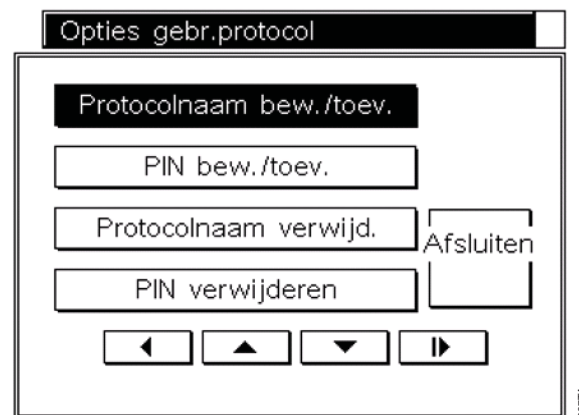 Opties gebr.protocol
Protocolnaam bew./toev.
PIN bew./toev.
Protocolnaam verwijd.
Afsluiten
PIN verwijderen